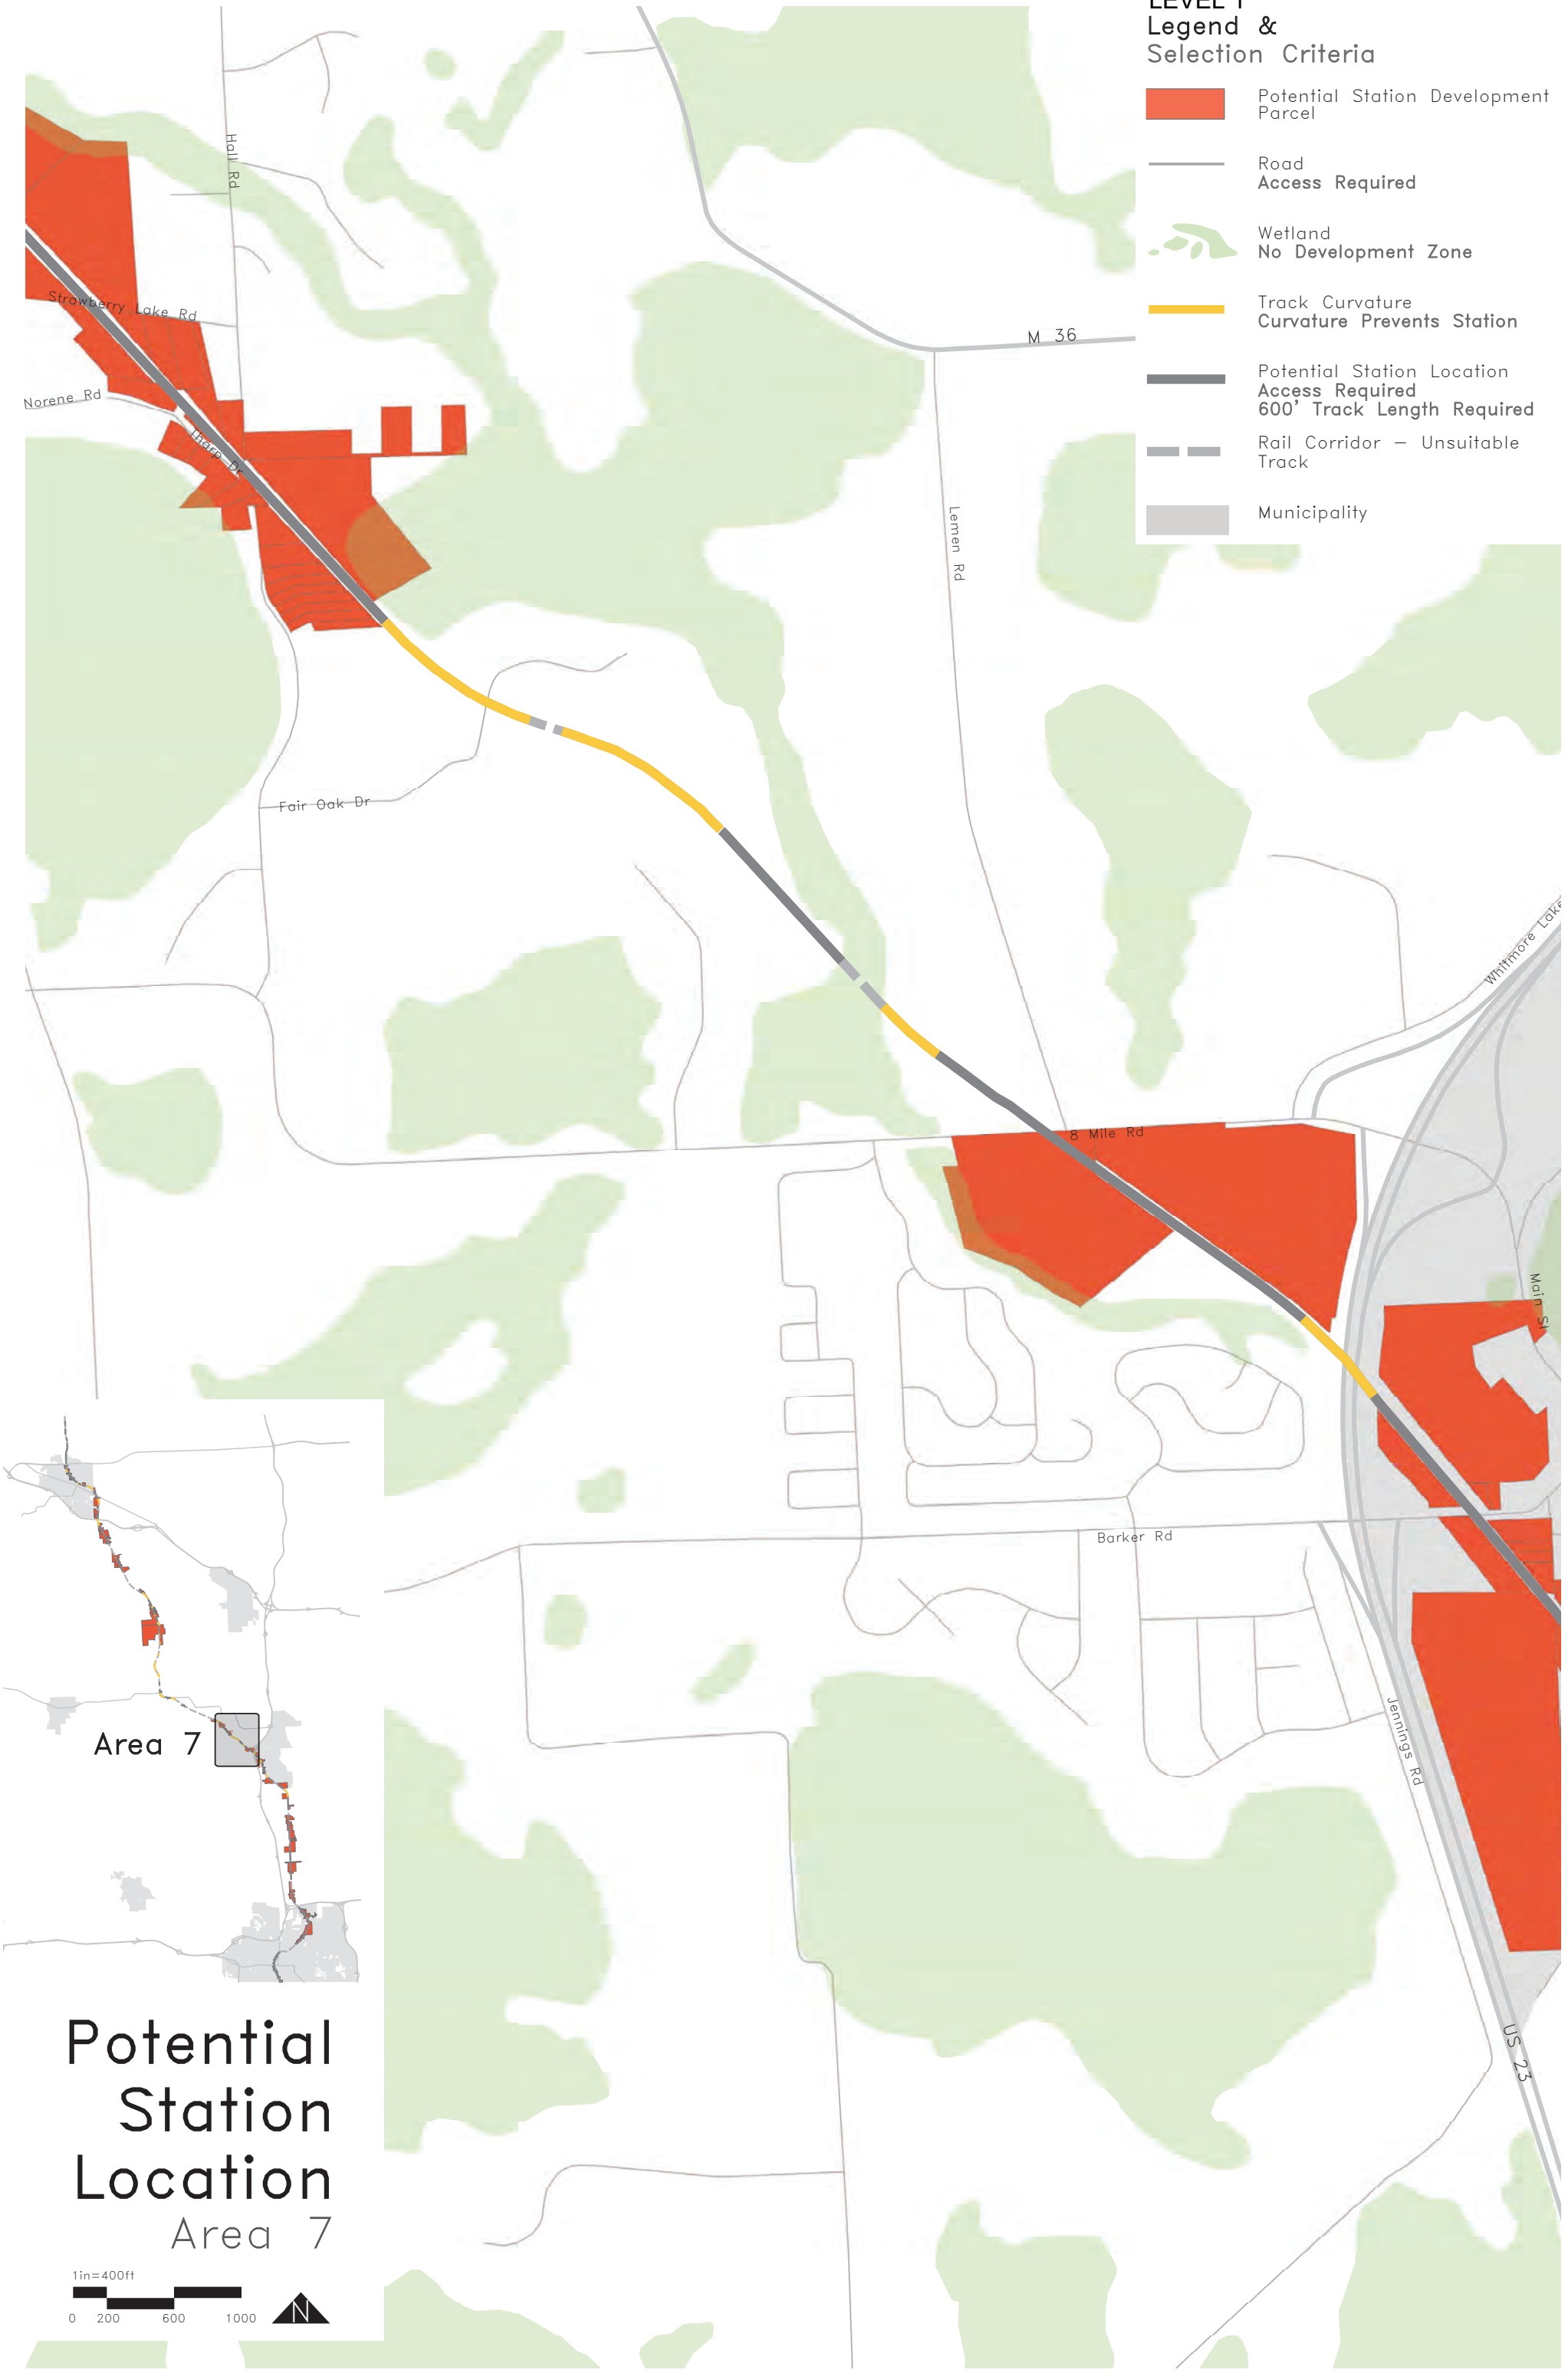 LEVEL 1
Legend &
Selection Criteria
Potential Station Development
Parcel
Road
Access Required
Wetland
No Development Zone
Track Curvature
Curvature Prevents Station
Potential Station Location
Access Required
600' Track Length Required
Rail Corridor – Unsuitable
Track
Municipality
Hall Rd
Strawberry Lake Rd
Norene Rd
Tharp Dr
M 36
Lemen Rd
Fair Oak Dr
Whitmore Lake
8 Mile Rd
Main St
Barker Rd
Jennings Rd
US 23
Area 7
Potential
Station
Location
Area 7
1in=400ft
0 200 600 1000
N